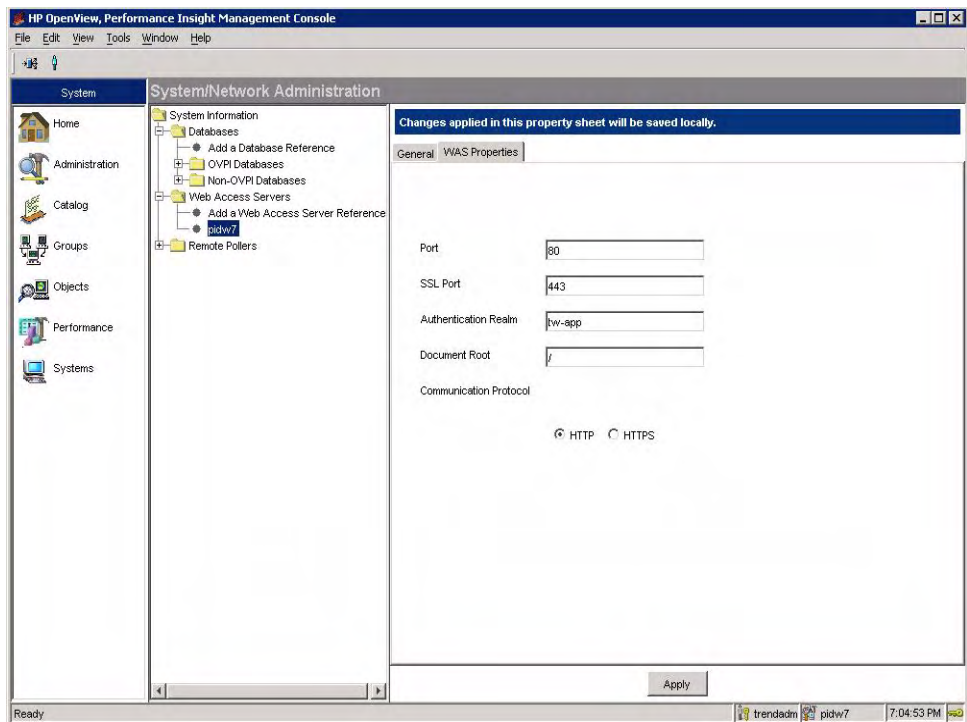 HP OpenView, Performance Insight Management Console
File Edit View Tools Window Help
System
Home
Administration
Catalog
Groups
Objects
Performance
Systems
System/Network Administration
System Information
Databases
Add a Database Reference
OVPI Databases
Non-OVPI Databases
Web Access Servers
Add a Web Access Server Reference
pidw7
Remote Pollers
Changes applied in this property sheet will be saved locally.
General WAS Properties
Port 80
SSL Port 443
Authentication Realm tw-app
Document Root /
Communication Protocol
HTTP HTTPS
Apply
Ready trendadm pidw7 7:04:53 PM